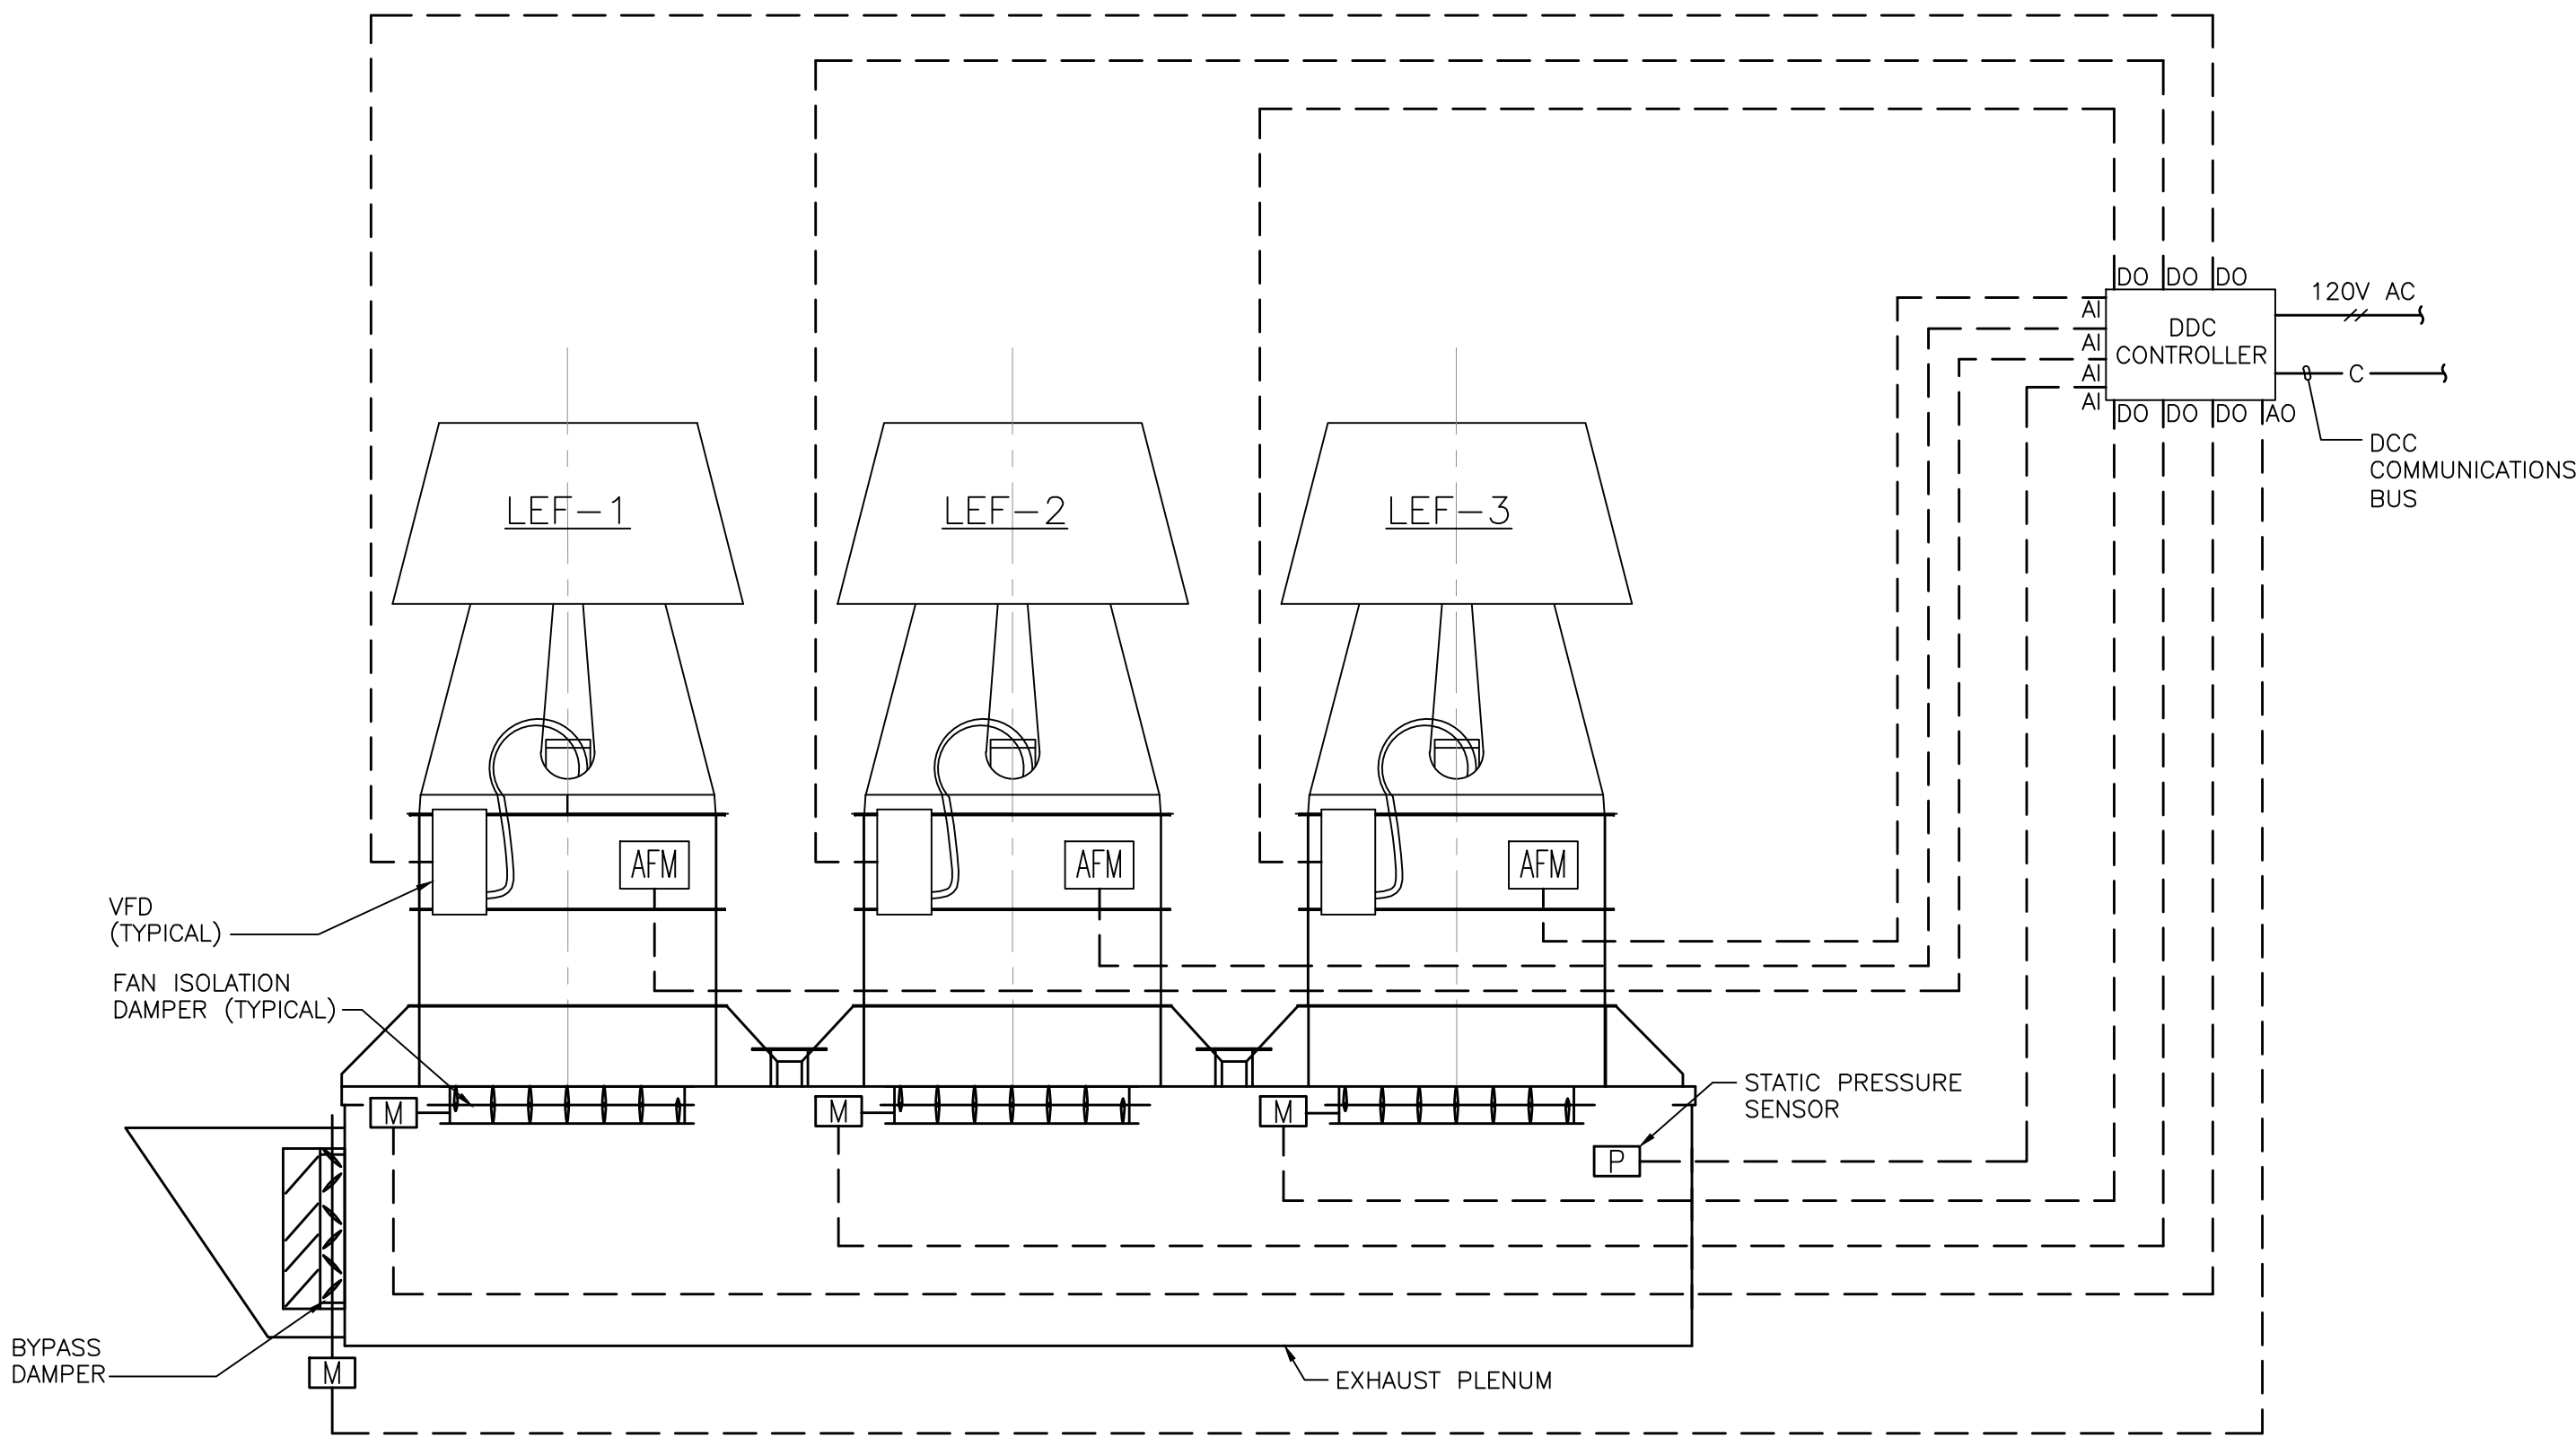 DO DO DO
120V AC
AI
DDC
AI
CONTROLLER
C
AI
AI
DO DO DO AO
DCC
COMMUNICATIONS
BUS
LEF-1
LEF-2
LEF-3
AFM
AFM
AFM
VFD
(TYPICAL)
FAN ISOLATION
DAMPER (TYPICAL)
STATIC PRESSURE
SENSOR
M
M
M
P
BYPASS
DAMPER
M
EXHAUST PLENUM